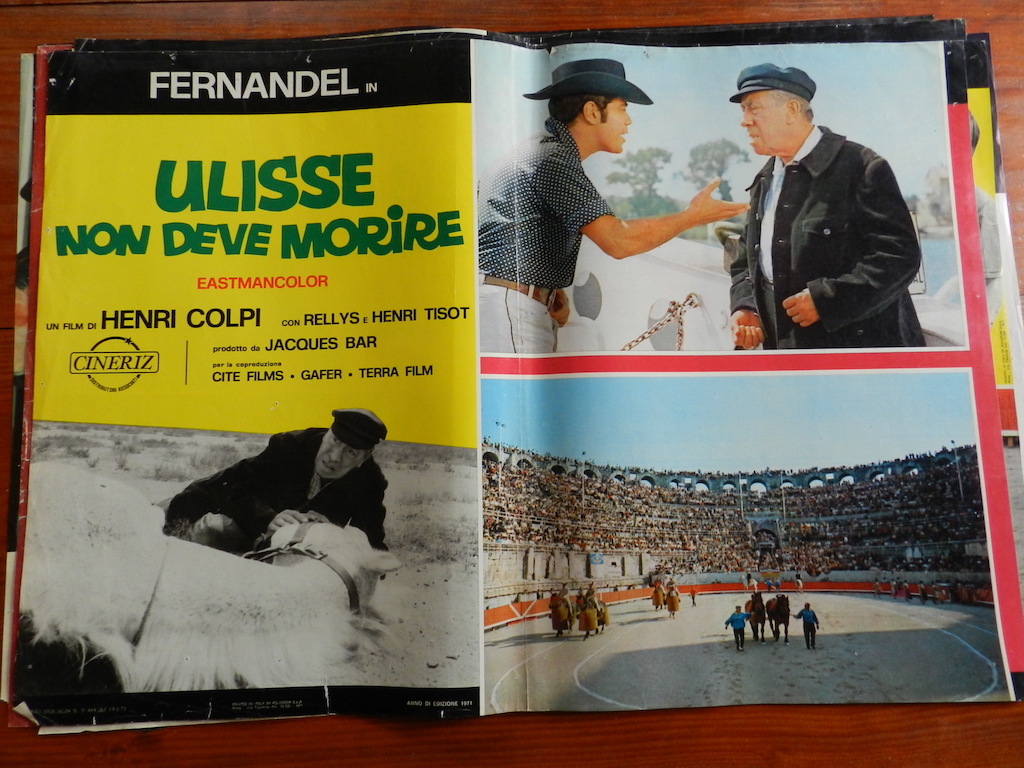 FERNANDEL IN
ULISSE
NON DEVE MORIRE
EASTMANCOLOR
UN FILM DI HENRI COLPI CON RELLYS E HENRI TISOT
CINERIZ
prodotto da JACQUES BAR
per la coproduzione
CITE FILMS • GAFER • TERRA FILM
ANNO DI EDIZIONE 1971